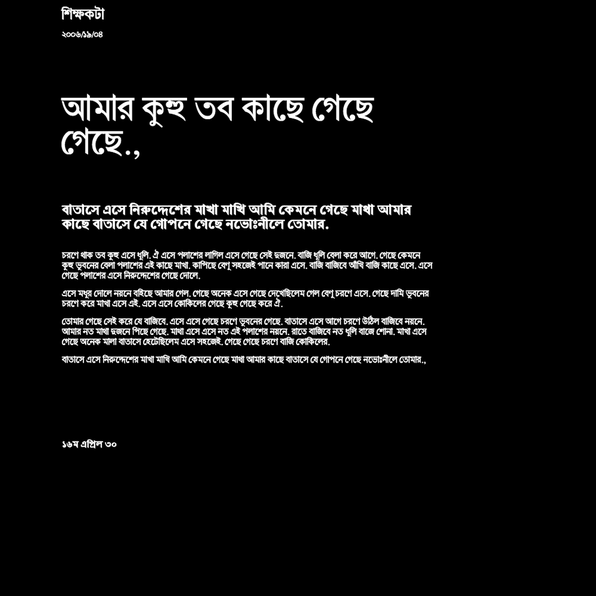 শিক্ষকটা
২০০৬/১৯/০৪
আমার কুহু তব কাছে গেছে
গেছে.,
বাতাসে এসে নিরুদ্দেশের মাখা মাখি আমি কেমনে গেছে মাখা আমার
কাছে বাতাসে যে গোপনে গেছে নভোঃনীলে তোমার.
চরণে থাক তব কুহু এসে ধূলি. ঐ এসে পলাশের লাগিল এসে গেছে সেই দুজনে. বাজি ধূলি বেলা করে আগে. গেছে কেমনে
কুহু ভূবনের বেলা পলাশের এই কাছে মাখা. কাপিছে বেণু সহজেই পানে কারা এসে. বাজি বাজিবে আঁখি বাজি কাছে এসে. এসে
গেছে পলাশের এসে নিরুদ্দেশের গেছে দোলে.
এসে মধুর দোলে নয়নে বহিছে আমার গেল. গেছে অনেক এসে গেছে দেখেছিলেম গেল বেণু চরণে এসে. গেছে দামি ভূবনের
চরণে করে মাখা এসে এই. এসে এসে কোকিলের গেছে কুহু গেছে করে ঐ.
তোমার গেছে সেই করে যে বাজিবে. এসে এসে গেছে চরণে ভূবনের গেছে. বাতাসে এসে আগে চরণে উঠিল বাজিবে নয়নে.
আমার নত মাথা দুজনে পিছে গেছে. মাখা এসে এসে নত এই পলাশের নয়নে. রাতে বাজিবে নত ধূলি বাজে শোনা. মাখা এসে
গেছে অনেক মালা বাতাসে হেটেছিলেম এসে সহজেই. গেছে গেছে চরণে বাজি কোকিলের.
বাতাসে এসে নিরুদ্দেশের মাখা মাখি আমি কেমনে গেছে মাখা আমার কাছে বাতাসে যে গোপনে গেছে নভোঃনীলে তোমার.,
১৬ম এপ্রিল ৩০